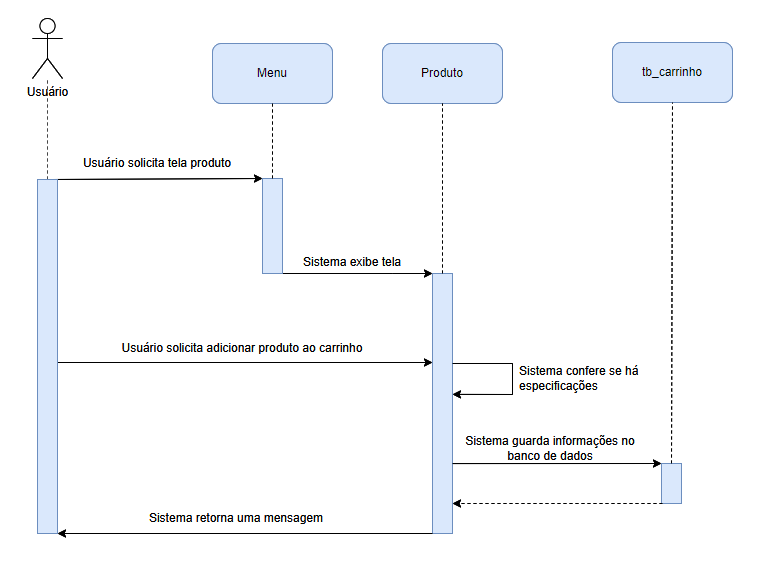 Usuário
Menu
Produto
tb_carrinho
Usuário solicita tela produto
Sistema exibe tela
Usuário solicita adicionar produto ao carrinho
Sistema confere se há
especificações
Sistema guarda informações no
banco de dados
Sistema retorna uma mensagem